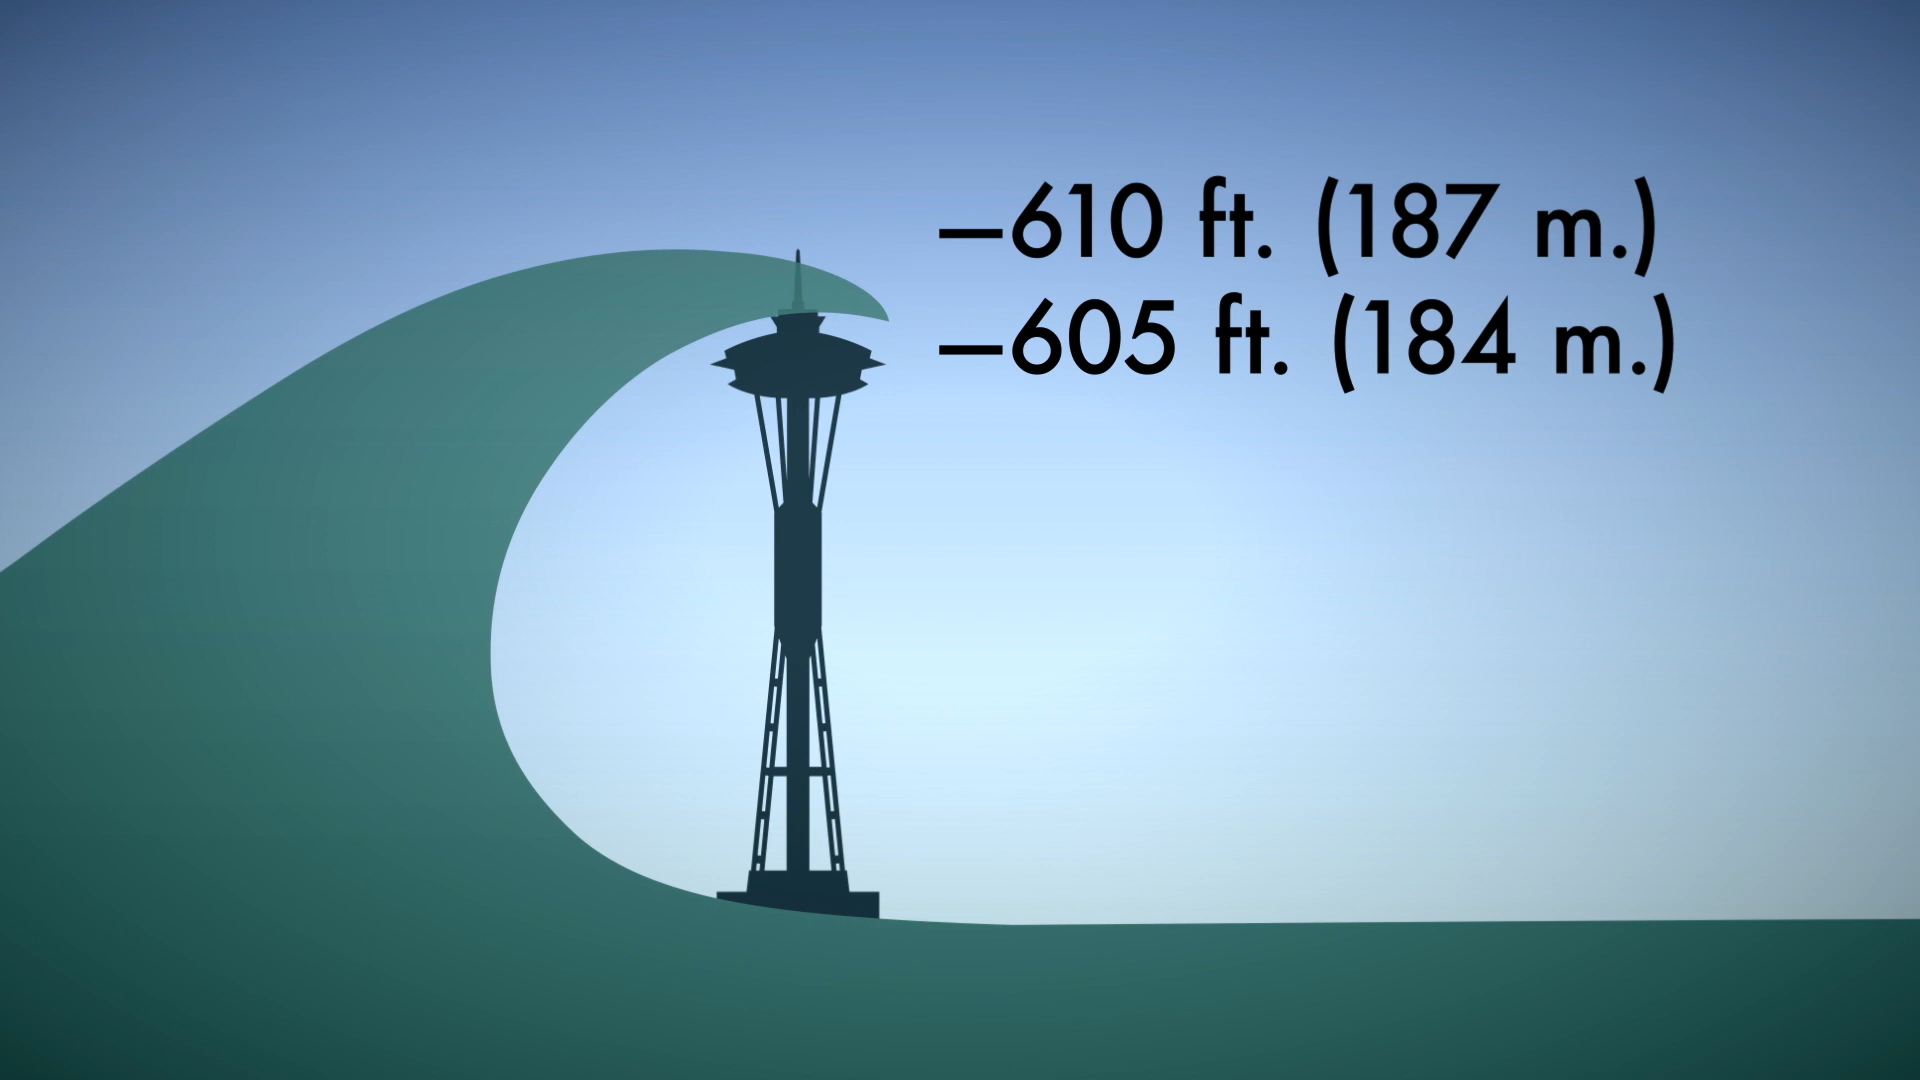 –610 ft. (187 m.)
–605 ft. (184 m.)